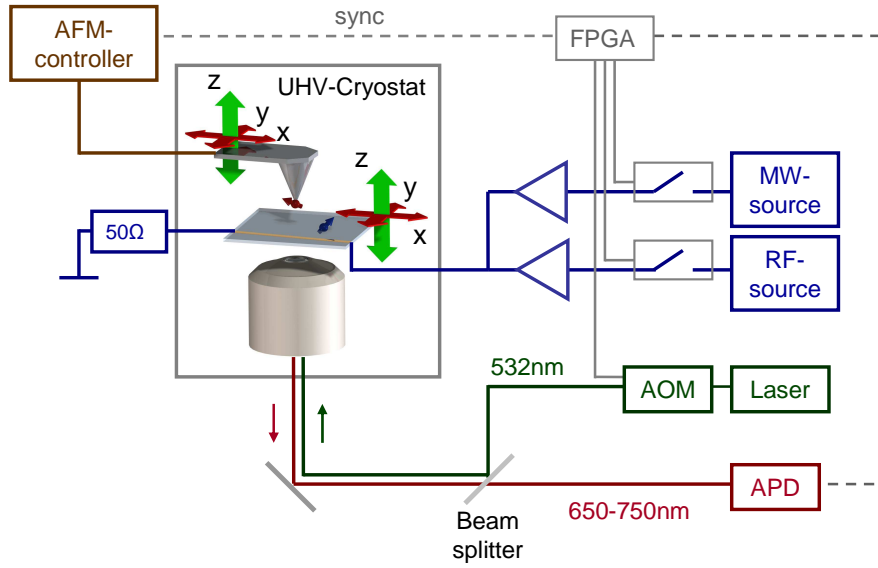 AFM-
controller
sync
FPGA
UHV-Cryostat
z
y
x
z
y
x
MW-
source
50Ω
RF-
source
532nm
AOM
Laser
650-750nm
APD
Beam
splitter